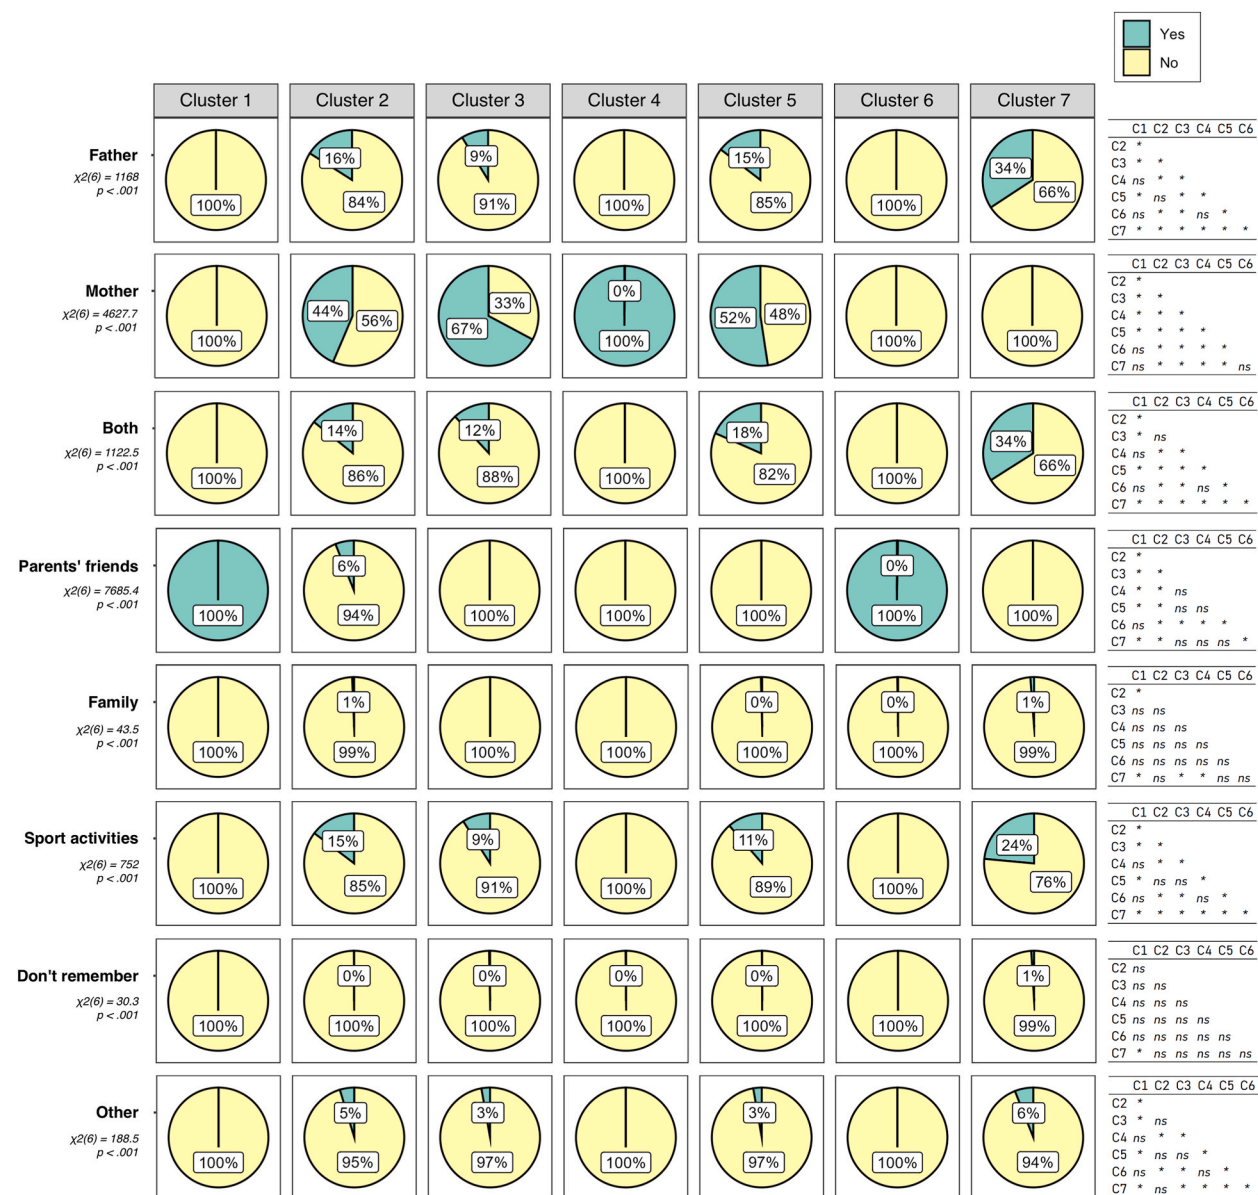 Yes
No
Cluster 1 Cluster 2 Cluster 3 Cluster 4 Cluster 5 Cluster 6 Cluster 7
Father
χ2(6) = 1168
p < .001
100%
16%
84%
9%
91%
100%
15%
85%
100%
34%
66%
C1 C2 C3 C4 C5 C6
C2 *
C3 * *
C4 ns * *
C5 * ns * *
C6 ns * * ns *
C7 * * * * * *
Mother
χ2(6) = 4627.7
p < .001
100%
44%
56%
33%
67%
0%
100%
52%
48%
100%
100%
C1 C2 C3 C4 C5 C6
C2 *
C3 * *
C4 * * *
C5 * * * *
C6 ns * * * *
C7 ns * * * * ns
Both
χ2(6) = 1122.5
p < .001
100%
14%
86%
12%
88%
100%
18%
82%
100%
34%
66%
C1 C2 C3 C4 C5 C6
C2 *
C3 * ns
C4 ns * *
C5 * * * *
C6 ns * * ns *
C7 * * * * * *
Parents' friends
χ2(6) = 7685.4
p < .001
100%
6%
94%
100%
100%
100%
0%
100%
100%
C1 C2 C3 C4 C5 C6
C2 *
C3 * *
C4 * * ns
C5 * * ns ns
C6 ns * * * *
C7 * * ns ns ns *
Family
χ2(6) = 43.5
p < .001
100%
1%
99%
100%
100%
0%
100%
0%
100%
1%
99%
C1 C2 C3 C4 C5 C6
C2 *
C3 ns ns
C4 ns ns ns
C5 ns ns ns ns
C6 ns ns ns ns ns
C7 * ns * * ns ns
Sport activities
χ2(6) = 752
p < .001
100%
15%
85%
9%
91%
100%
11%
89%
100%
24%
76%
C1 C2 C3 C4 C5 C6
C2 *
C3 * *
C4 ns * *
C5 * ns ns *
C6 ns * * ns *
C7 * * * * * *
Don't remember
χ2(6) = 30.3
p < .001
100%
0%
100%
0%
100%
0%
100%
0%
100%
100%
1%
99%
C1 C2 C3 C4 C5 C6
C2 ns
C3 ns ns
C4 ns ns ns
C5 ns ns ns ns
C6 ns ns ns ns ns
C7 * ns ns ns ns ns
Other
χ2(6) = 188.5
p < .001
100%
5%
95%
3%
97%
100%
3%
97%
100%
6%
94%
C1 C2 C3 C4 C5 C6
C2 *
C3 * ns
C4 ns * *
C5 * ns ns *
C6 ns * * ns *
C7 * ns * * * *